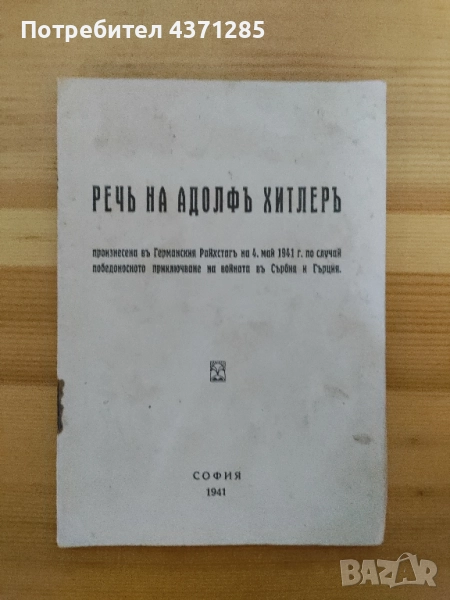 Потребител 4371285
РЕЧЬ НА АДОЛФЪ ХИТЛЕРЪ
произнесена въ Германския Райхстагъ на 4. май 1941 г. по случай
победоносното приключване на войната въ Сърбия и Гърция.
СОФИЯ
1941
BAZAR